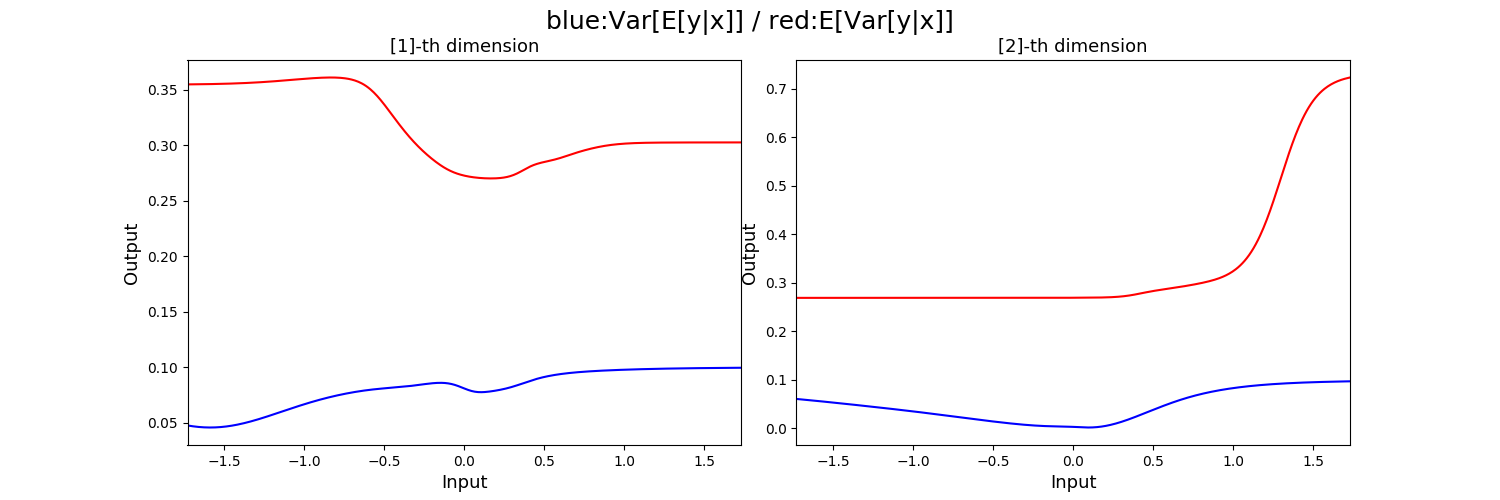 blue:Var[E[y|x]] / red:E[Var[y|x]]
[1]-th dimension
Output
0.35
0.30
0.25
0.20
0.15
0.10
0.05
−1.5 −1.0 −0.5 0.0 0.5 1.0 1.5
Input
[2]-th dimension
Output
0.7
0.6
0.5
0.4
0.3
0.2
0.1
0.0
−1.5 −1.0 −0.5 0.0 0.5 1.0 1.5
Input